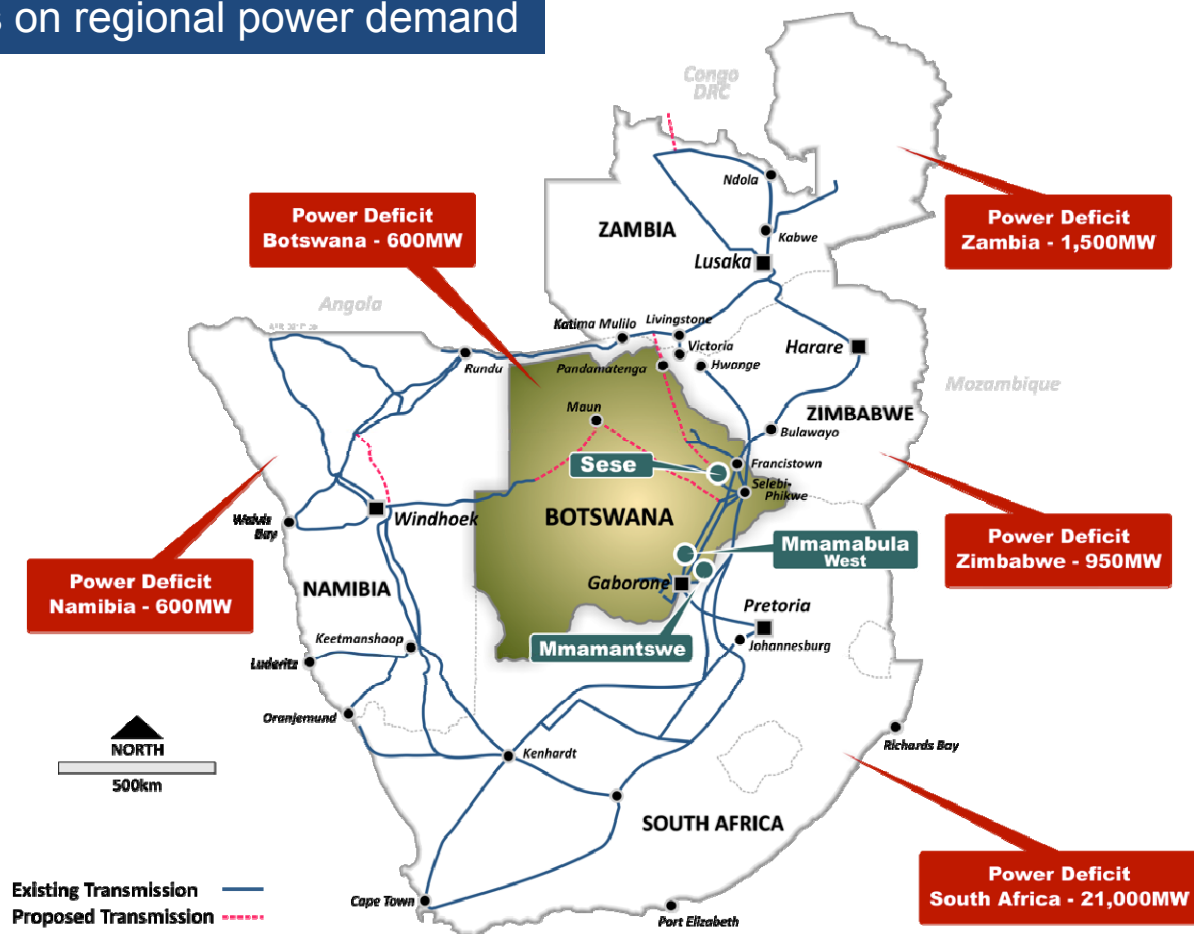 s on regional power demand
Congo
DRC
Ndola
Power Deficit
Botswana - 600MW
Power Deficit
Zambia - 1,500MW
ZAMBIA
Kabwe
Lusaka
Angola
Katima Mulilo
Livingstone
Victoria
Harare
Rundu
Pandamatenga
Hwange
Mozambique
Maun
ZIMBABWE
Bulawayo
Sese
Francistown
Selebi-
Phikwe
BOTSWANA
Windhoek
Walvis
Bay
Mmamabula
West
Power Deficit
Zimbabwe - 950MW
Power Deficit
Namibia - 600MW
NAMIBIA
Gaborone
Pretoria
Keetmanshoop
Mmamantswe
Johannesburg
Luderitz
Oranjemund
NORTH
500km
Kenhardt
Richards Bay
SOUTH AFRICA
Power Deficit
South Africa - 21,000MW
Existing Transmission
Proposed Transmission
Cape Town
Port Elizabeth